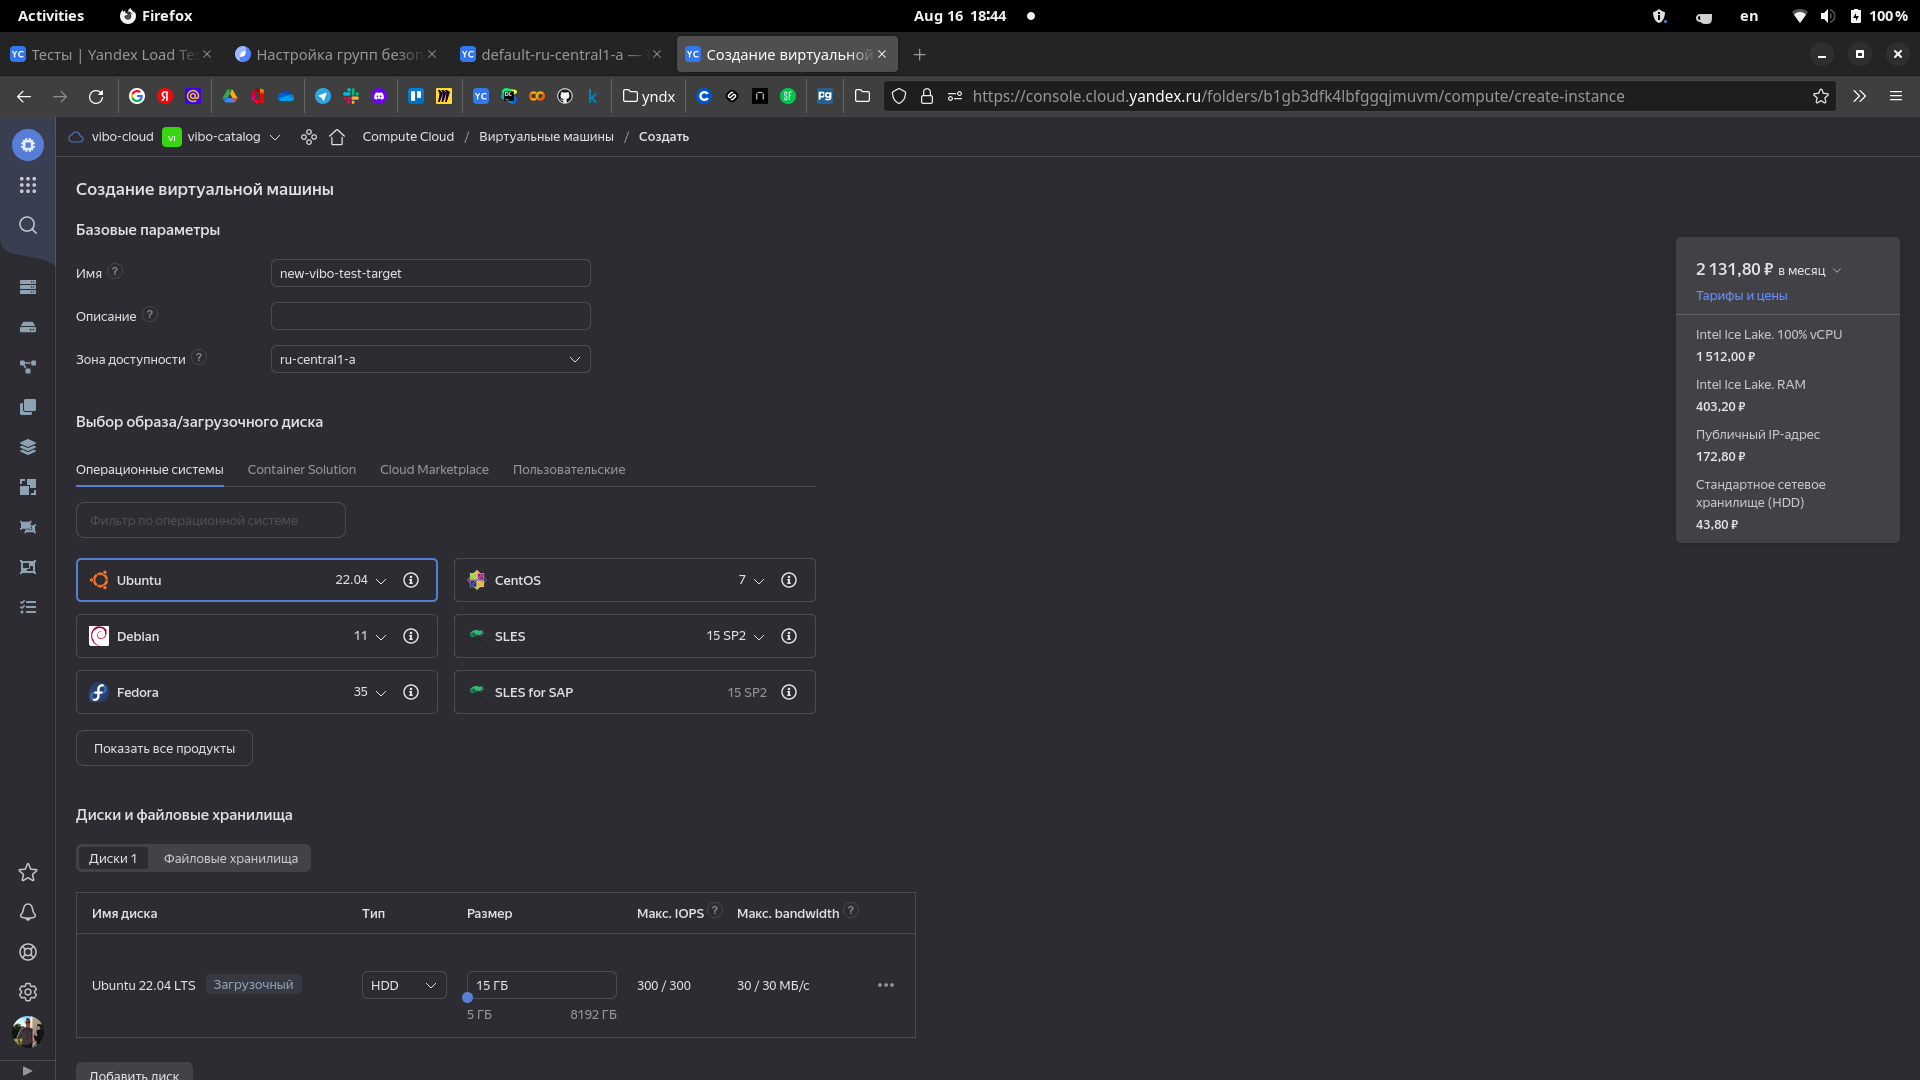 Activities
Firefox
Aug 16 18:44
en
100 %
Тесты | Yandex Load Te
Настройка групп безоп
default-ru-central1-a —
Создание виртуальной
yndx
https://console.cloud.yandex.ru/folders/b1gb3dfk4lbfggqjmuvm/compute/create-instance
vibo-cloud
vibo-catalog
Compute Cloud / Виртуальные машины / Создать
Создание виртуальной машины
Базовые параметры
Имя ?
new-vibo-test-target
Описание ?
Зона доступности ?
ru-central1-a
2 131,80 ₽ в месяц
Тарифы и цены
Intel Ice Lake. 100% vCPU
1 512,00 ₽
Intel Ice Lake. RAM
403,20 ₽
Публичный IP-адрес
172,80 ₽
Стандартное сетевое
хранилище (HDD)
43,80 ₽
Выбор образа/загрузочного диска
Операционные системы
Container Solution
Cloud Marketplace
Пользовательские
Фильтр по операционной системе
Ubuntu 22.04
CentOS 7
Debian 11
SLES 15 SP2
Fedora 35
SLES for SAP 15 SP2
Показать все продукты
Диски и файловые хранилища
Диски 1
Файловые хранилища
Имя диска
Тип
Размер
Макс. IOPS ?
Макс. bandwidth ?
Ubuntu 22.04 LTS
Загрузочный
HDD
15 ГБ
300 / 300
30 / 30 МБ/с
5 ГБ
8192 ГБ
Добавить диск